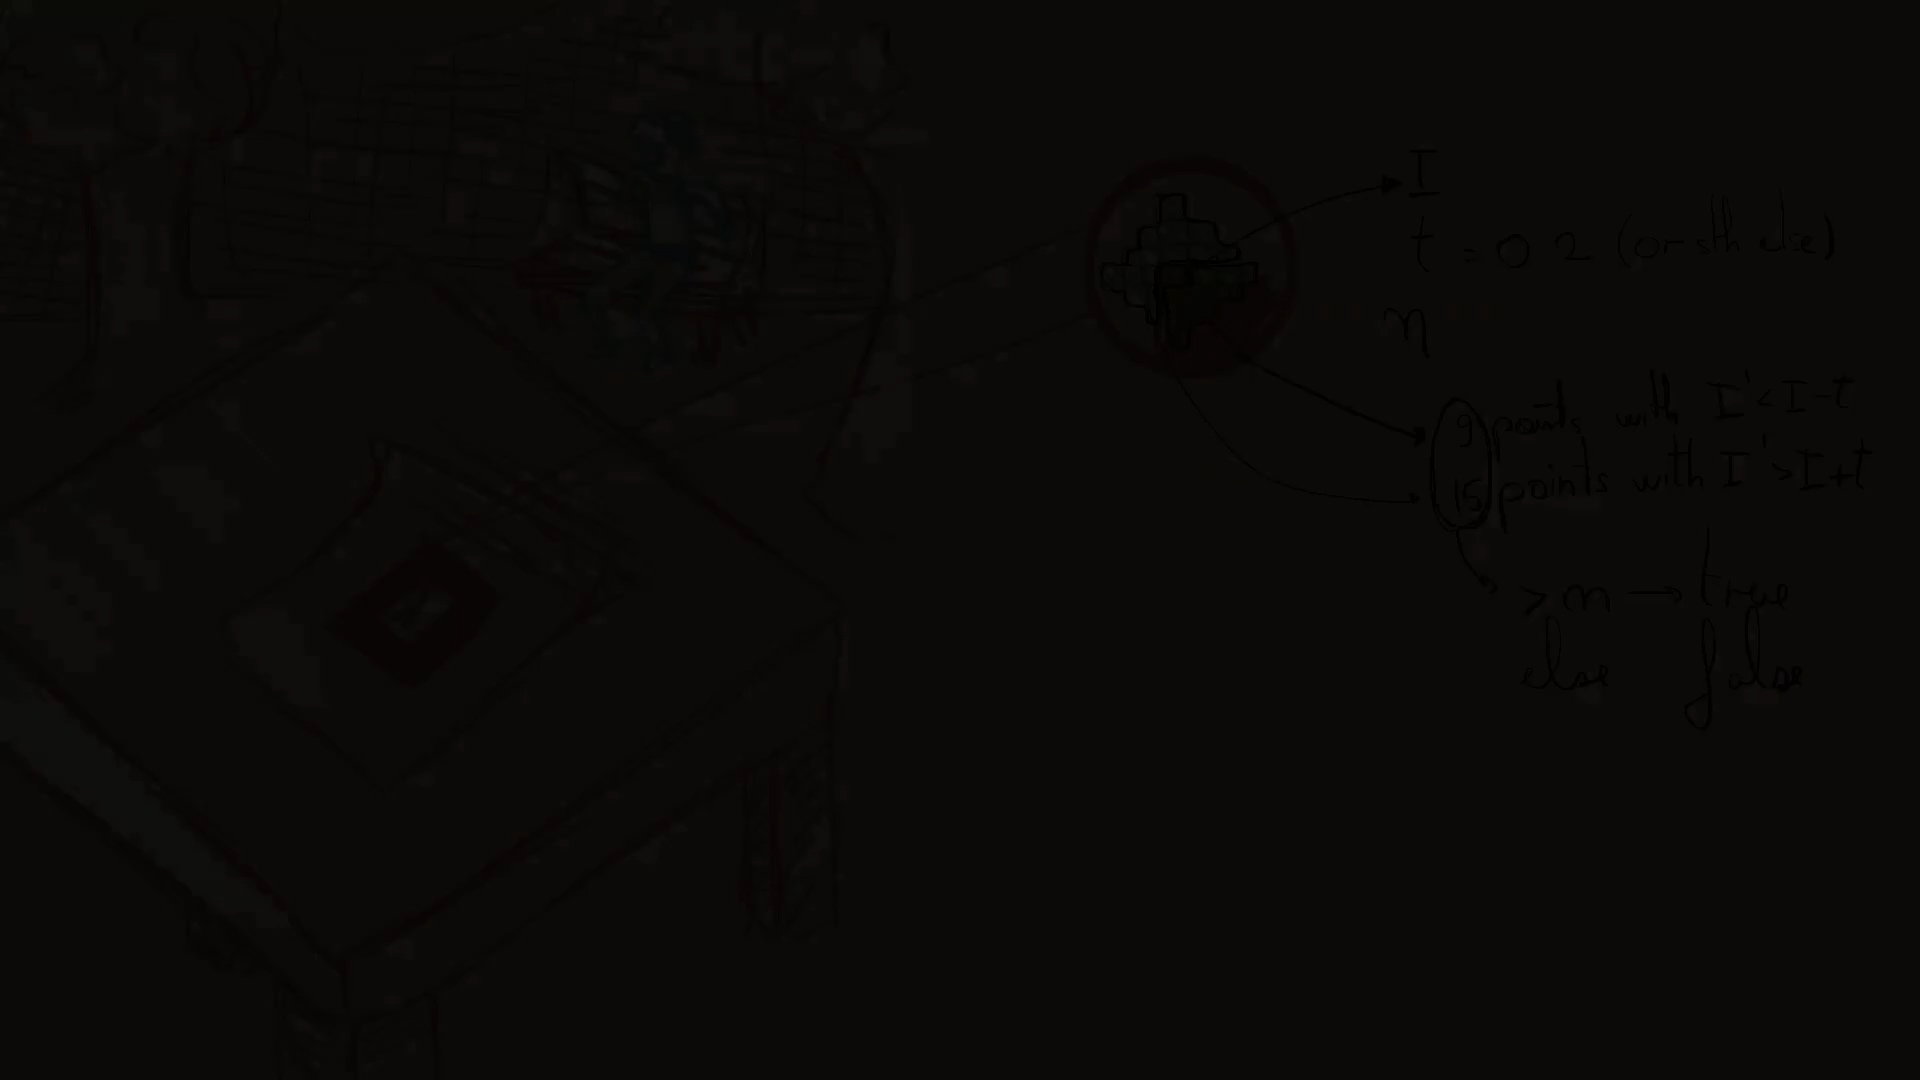 I
t = 0 2 (or sth else)
n
9 points with I' < I - t
15 points with I' > I + t
> n → true
else false